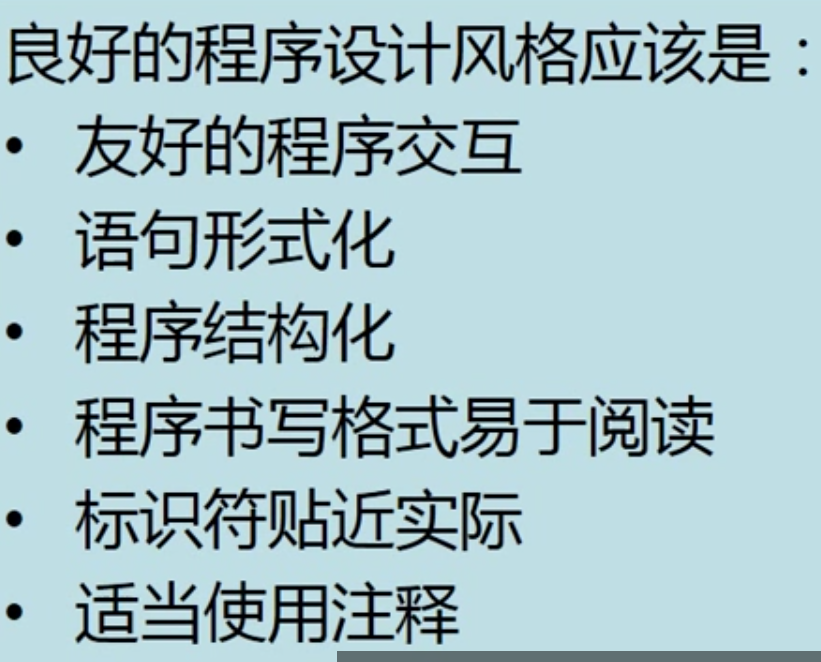 良好的程序设计风格应该是：
• 友好的程序交互
• 语句形式化
• 程序结构化
• 程序书写格式易于阅读
• 标识符贴近实际
• 适当使用注释